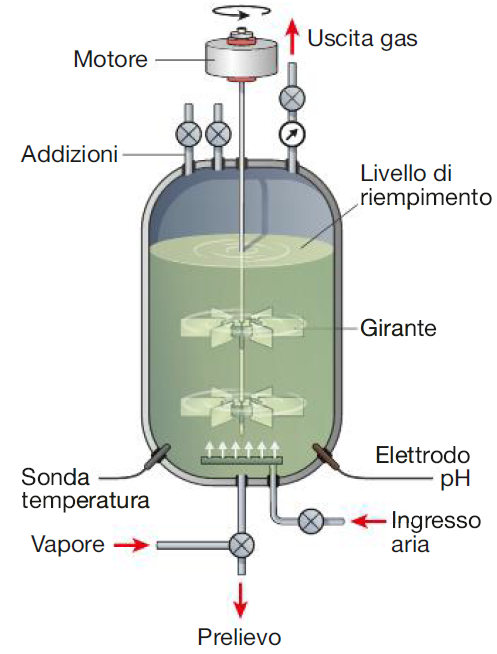 Uscita gas
Motore
Addizioni
Livello di
riempimento
Girante
Elettrodo
pH
Sonda
temperatura
Ingresso
aria
Vapore
Prelievo